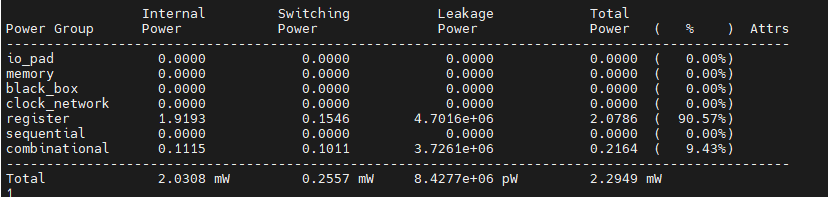 Internal         Switching           Leakage            Total
Power Group      Power            Power               Power              Power   (   %    )  Attrs
--------------------------------------------------------------------------------------------------
io_pad             0.0000            0.0000            0.0000            0.0000  (   0.00%)
memory             0.0000            0.0000            0.0000            0.0000  (   0.00%)
black_box          0.0000            0.0000            0.0000            0.0000  (   0.00%)
clock_network      0.0000            0.0000            0.0000            0.0000  (   0.00%)
register           1.9193            0.1546        4.7016e+06            2.0786  (  90.57%)
sequential         0.0000            0.0000            0.0000            0.0000  (   0.00%)
combinational      0.1115            0.1011        3.7261e+06            0.2164  (   9.43%)
--------------------------------------------------------------------------------------------------
Total              2.0308 mW         0.2557 mW     8.4277e+06 pW         2.2949 mW
1